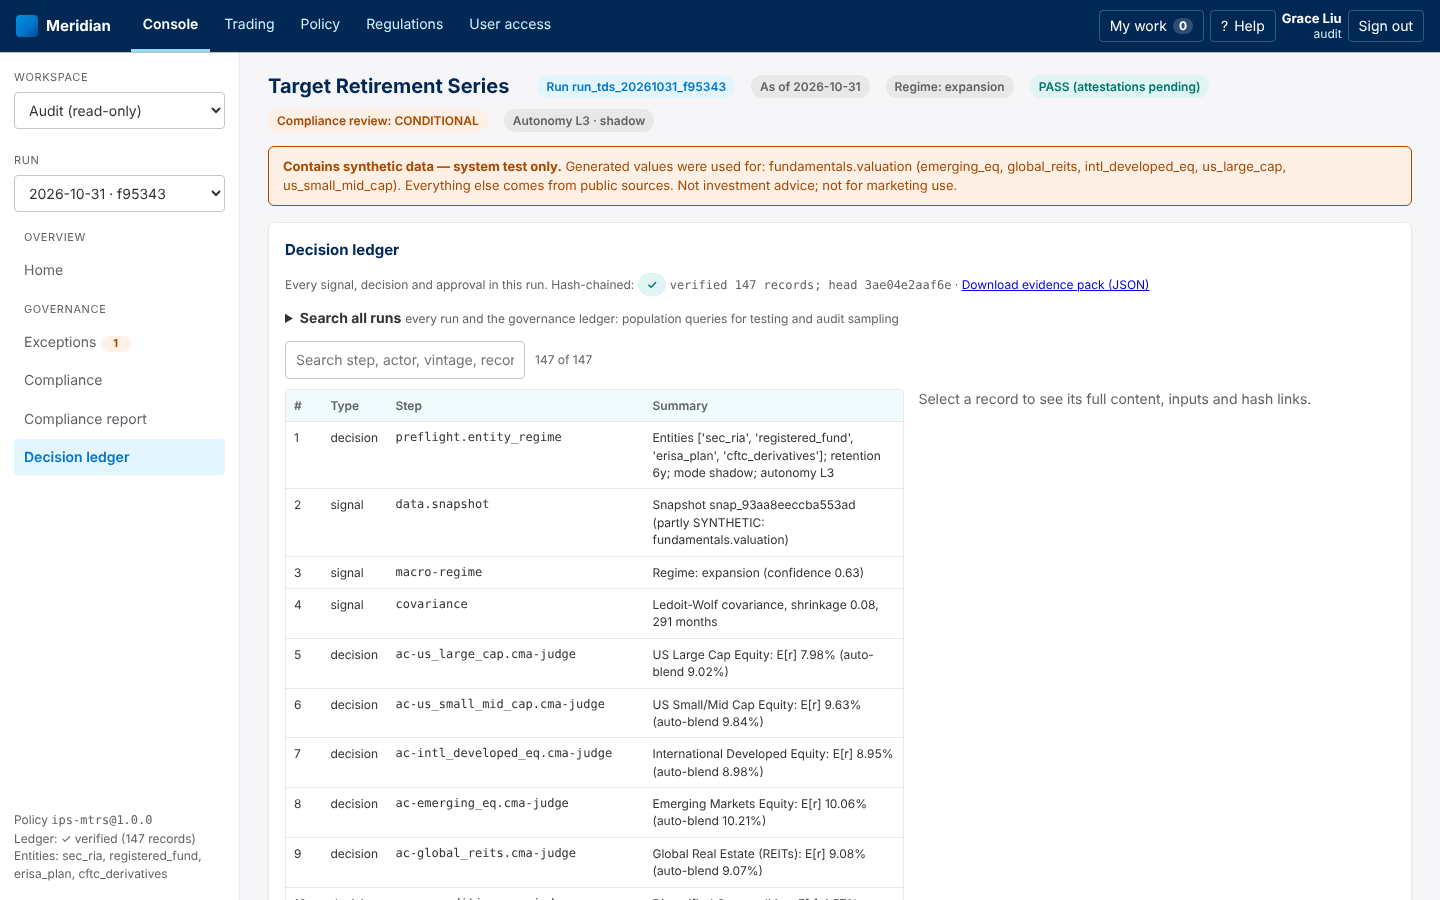 Meridian
Console
Trading
Policy
Regulations
User access
My work 0
? Help
Grace Liu
audit
Sign out
WORKSPACE
Audit (read-only)
RUN
2026-10-31 · f95343
OVERVIEW
Home
GOVERNANCE
Exceptions 1
Compliance
Compliance report
Decision ledger
Policy ips-mtrs@1.0.0
Ledger: ✓ verified (147 records)
Entities: sec_ria, registered_fund,
erisa_plan, cftc_derivatives
Target Retirement Series
Run run_tds_20261031_f95343
As of 2026-10-31
Regime: expansion
PASS (attestations pending)
Compliance review: CONDITIONAL
Autonomy L3 · shadow
Contains synthetic data — system test only. Generated values were used for: fundamentals.valuation (emerging_eq, global_reits, intl_developed_eq, us_large_cap,
us_small_mid_cap). Everything else comes from public sources. Not investment advice; not for marketing use.
Decision ledger
Every signal, decision and approval in this run. Hash-chained: ✓ verified 147 records; head 3ae04e2aaf6e · Download evidence pack (JSON)
▶ Search all runs every run and the governance ledger: population queries for testing and audit sampling
Search step, actor, vintage, recor
147 of 147
Select a record to see its full content, inputs and hash links.
# Type Step Summary
1 decision preflight.entity_regime Entities ['sec_ria', 'registered_fund',
'erisa_plan', 'cftc_derivatives']; retention
6y; mode shadow; autonomy L3
2 signal data.snapshot Snapshot snap_93aa8eeccba553ad
(partly SYNTHETIC:
fundamentals.valuation)
3 signal macro-regime Regime: expansion (confidence 0.63)
4 signal covariance Ledoit-Wolf covariance, shrinkage 0.08,
291 months
5 decision ac-us_large_cap.cma-judge US Large Cap Equity: E[r] 7.98% (auto-
blend 9.02%)
6 decision ac-us_small_mid_cap.cma-judge US Small/Mid Cap Equity: E[r] 9.63%
(auto-blend 9.84%)
7 decision ac-intl_developed_eq.cma-judge International Developed Equity: E[r] 8.95%
(auto-blend 8.98%)
8 decision ac-emerging_eq.cma-judge Emerging Markets Equity: E[r] 10.06%
(auto-blend 10.21%)
9 decision ac-global_reits.cma-judge Global Real Estate (REITs): E[r] 9.08%
(auto-blend 9.07%)